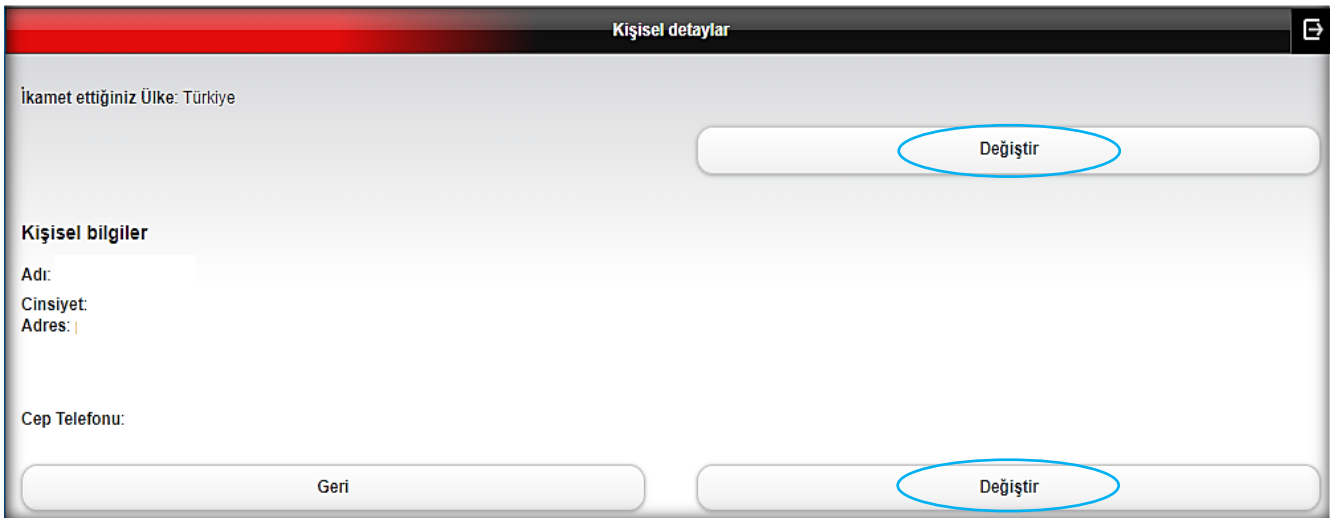 Kişisel detaylar
İkamet ettiğiniz Ülke: Türkiye
Değiştir
Kişisel bilgiler
Adı:
Cinsiyet:
Adres:
Cep Telefonu:
Geri
Değiştir